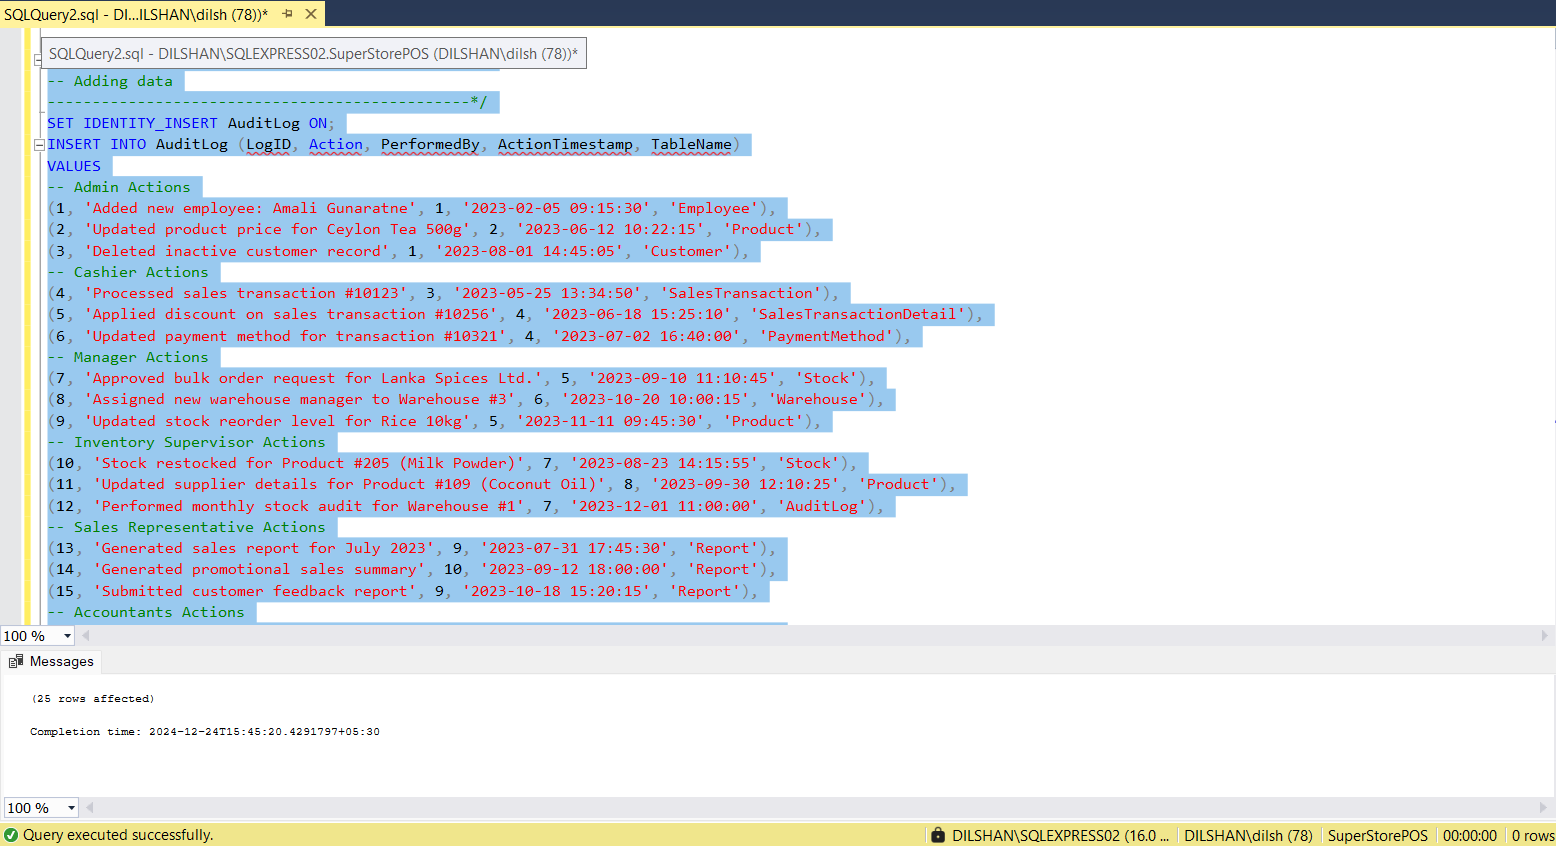 SQLQuery2.sql - DI...ILSHAN\dilsh (78))*
SQLQuery2.sql - DILSHAN\SQLEXPRESS02.SuperStorePOS (DILSHAN\dilsh (78))*
-- Adding data
-----------------------------------------------*/
SET IDENTITY_INSERT AuditLog ON;
INSERT INTO AuditLog (LogID, Action, PerformedBy, ActionTimestamp, TableName)
VALUES
-- Admin Actions
(1, 'Added new employee: Amali Gunaratne', 1, '2023-02-05 09:15:30', 'Employee'),
(2, 'Updated product price for Ceylon Tea 500g', 2, '2023-06-12 10:22:15', 'Product'),
(3, 'Deleted inactive customer record', 1, '2023-08-01 14:45:05', 'Customer'),
-- Cashier Actions
(4, 'Processed sales transaction #10123', 3, '2023-05-25 13:34:50', 'SalesTransaction'),
(5, 'Applied discount on sales transaction #10256', 4, '2023-06-18 15:25:10', 'SalesTransactionDetail'),
(6, 'Updated payment method for transaction #10321', 4, '2023-07-02 16:40:00', 'PaymentMethod'),
-- Manager Actions
(7, 'Approved bulk order request for Lanka Spices Ltd.', 5, '2023-09-10 11:10:45', 'Stock'),
(8, 'Assigned new warehouse manager to Warehouse #3', 6, '2023-10-20 10:00:15', 'Warehouse'),
(9, 'Updated stock reorder level for Rice 10kg', 5, '2023-11-11 09:45:30', 'Product'),
-- Inventory Supervisor Actions
(10, 'Stock restocked for Product #205 (Milk Powder)', 7, '2023-08-23 14:15:55', 'Stock'),
(11, 'Updated supplier details for Product #109 (Coconut Oil)', 8, '2023-09-30 12:10:25', 'Product'),
(12, 'Performed monthly stock audit for Warehouse #1', 7, '2023-12-01 11:00:00', 'AuditLog'),
-- Sales Representative Actions
(13, 'Generated sales report for July 2023', 9, '2023-07-31 17:45:30', 'Report'),
(14, 'Generated promotional sales summary', 10, '2023-09-12 18:00:00', 'Report'),
(15, 'Submitted customer feedback report', 9, '2023-10-18 15:20:15', 'Report'),
-- Accountants Actions
100 %
Messages
(25 rows affected)
Completion time: 2024-12-24T15:45:20.4291797+05:30
100 %
Query executed successfully.
DILSHAN\SQLEXPRESS02 (16.0 ...
DILSHAN\dilsh (78)
SuperStorePOS
00:00:00
0 rows